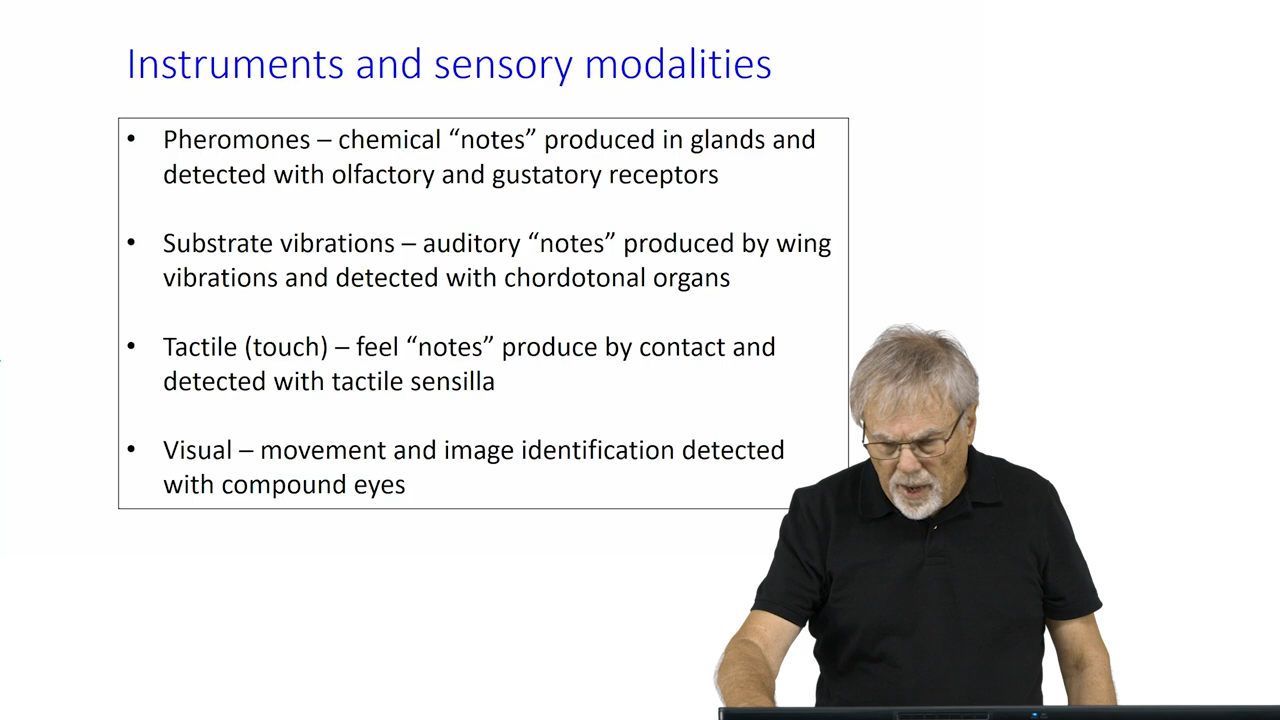 Instruments and sensory modalities
• Pheromones – chemical “notes” produced in glands and
detected with olfactory and gustatory receptors
• Substrate vibrations – auditory “notes” produced by wing
vibrations and detected with chordotonal organs
• Tactile (touch) – feel “notes” produce by contact and
detected with tactile sensilla
• Visual – movement and image identification detected
with compound eyes